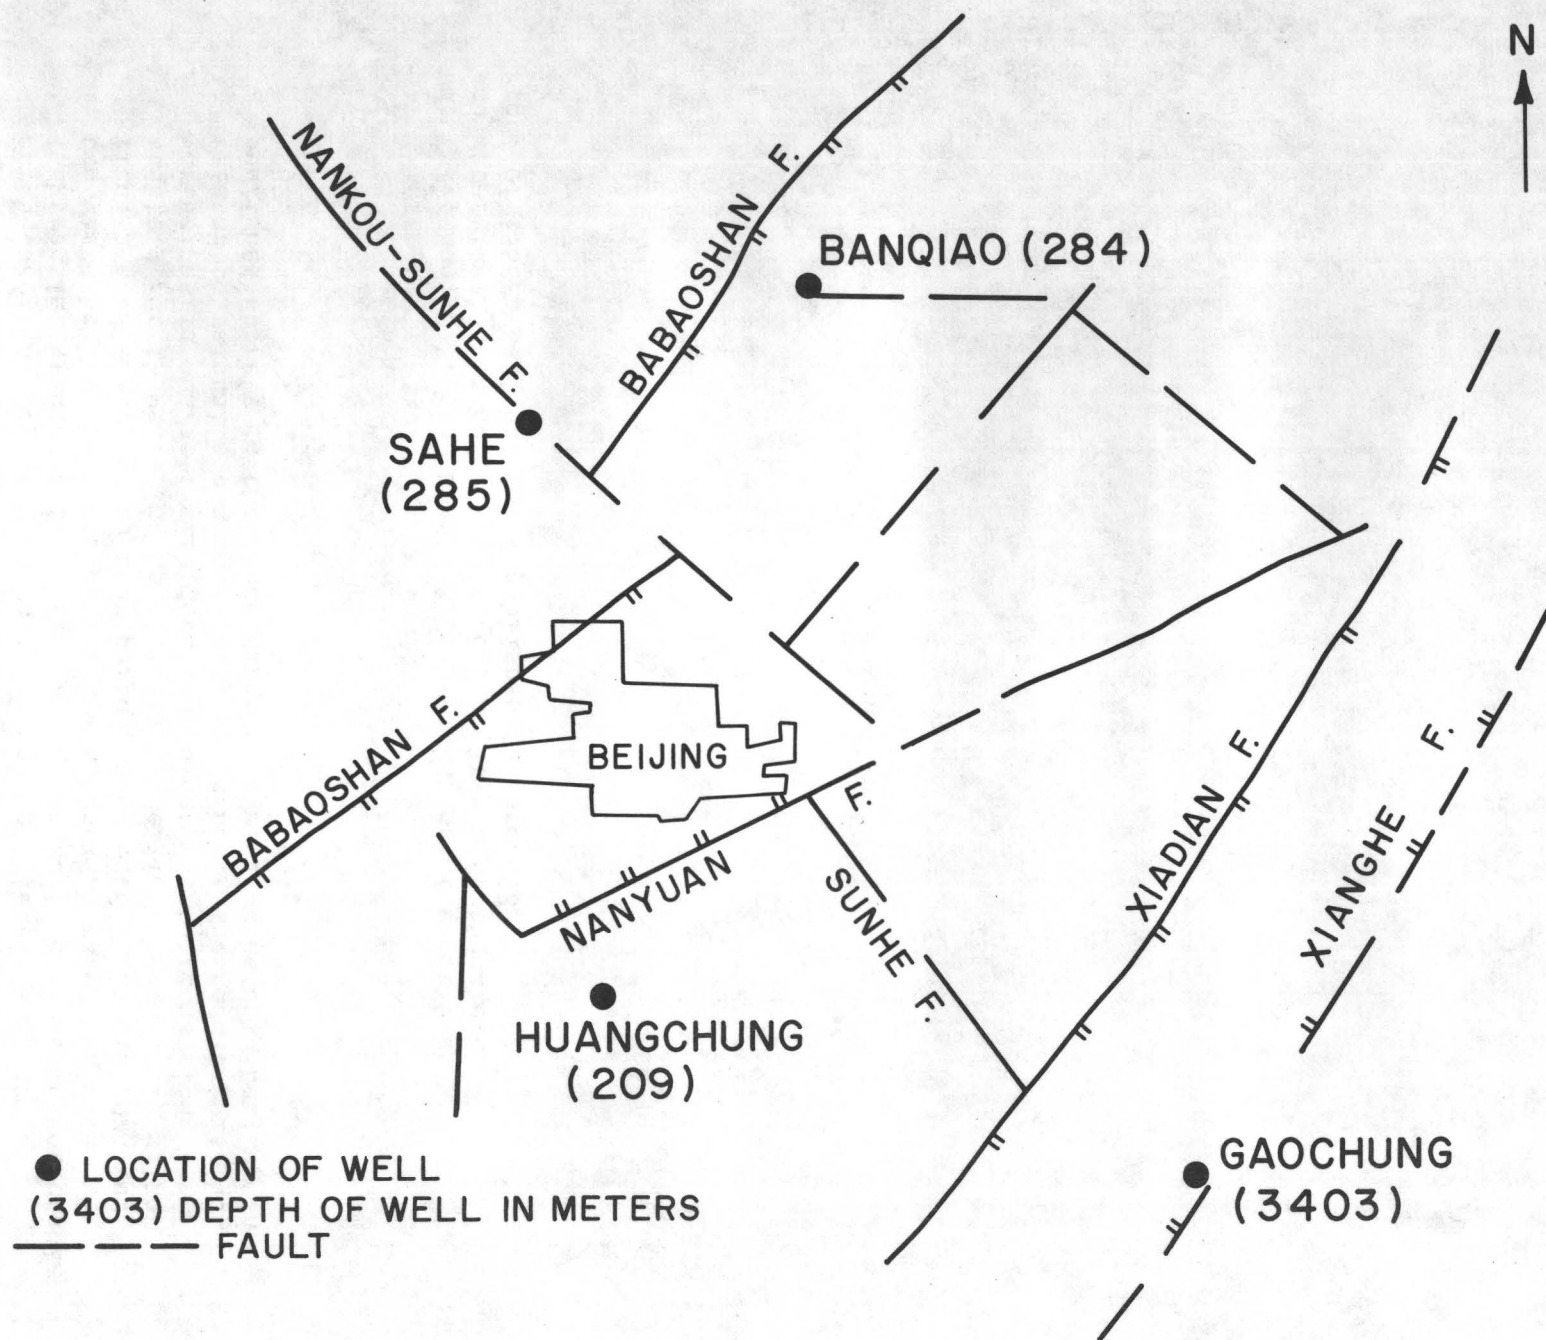 N
NANKOU-SUNHE F.
BABAOSHAN F.
BANQIAO (284)
SAHE
(285)
BABAOSHAN F.
BEIJING
NANYUAN F.
SUNHE F.
XIADIAN F.
XIANGHE F.
HUANGCHUNG
(209)
GAOCHUNG
(3403)
LOCATION OF WELL
(3403) DEPTH OF WELL IN METERS
FAULT